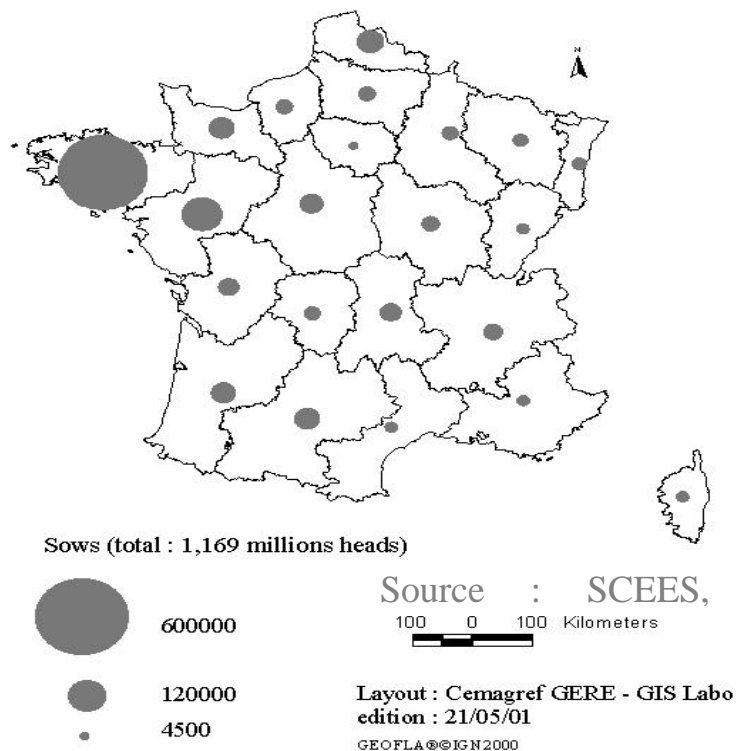 N
Sows (total : 1,169 millions heads)
600000
120000
4500
Source : SCEES,
100 0 100 Kilometers
Layout : Cemagref GERE - GIS Labo
edition : 21/05/01
GEOFLA®©IGN2000